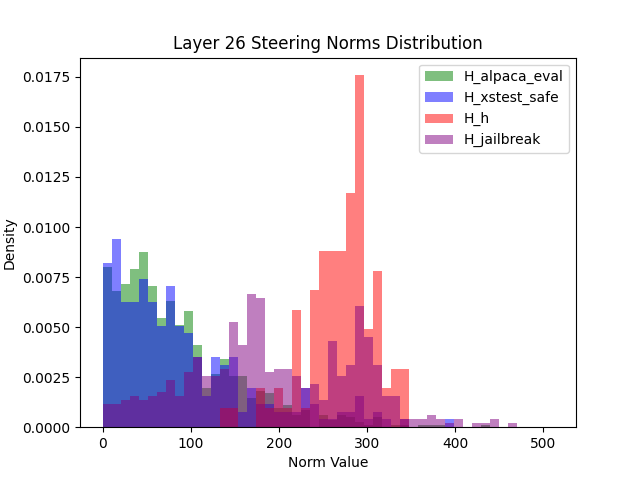 Layer 26 Steering Norms Distribution
0.0175
0.0150
0.0125
0.0100
0.0075
0.0050
0.0025
0.0000
Density
H_alpaca_eval
H_xstest_safe
H_h
H_jailbreak
0 100 200 300 400 500
Norm Value